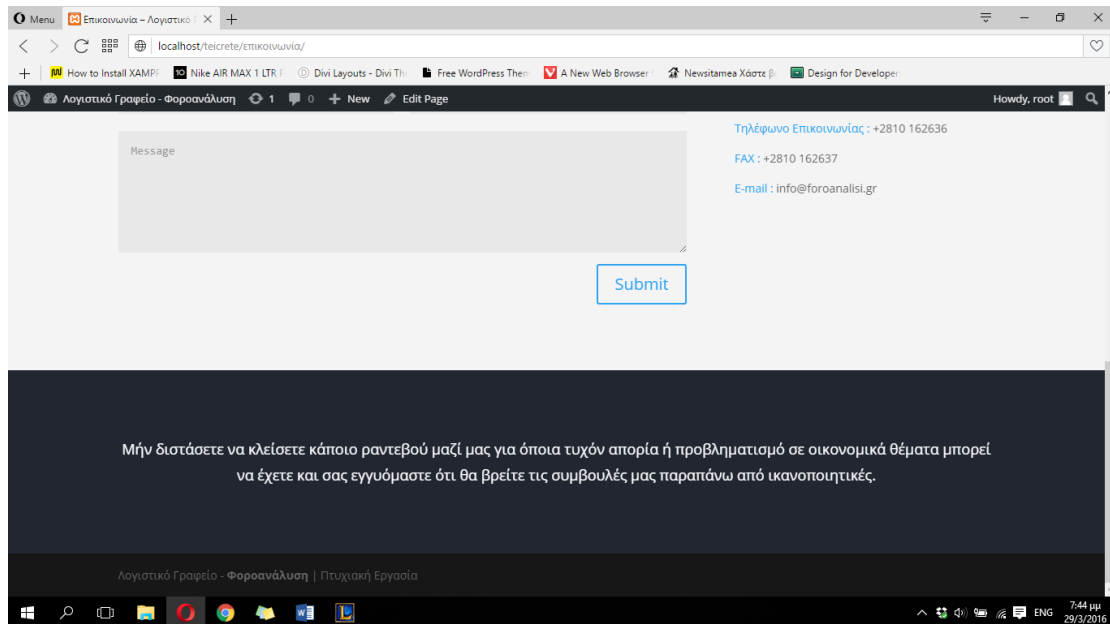 Menu
Επικοινωνία – Λογιστικό
localhost/teicrete/επικοινωνία/
How to Install XAMPP
Nike AIR MAX 1 LTR
Divi Layouts - Divi Th
Free WordPress Them
A New Web Browser
Newsitamea Χάστε β
Design for Developer
Λογιστικό Γραφείο - Φοροανάλυση 1 0 New Edit Page Howdy, root
Message
Τηλέφωνο Επικοινωνίας : +2810 162636
FAX : +2810 162637
E-mail : info@foroanalisi.gr
Submit
Μήν διστάσετε να κλείσετε κάποιο ραντεβού μαζί μας για όποια τυχόν απορία ή προβληματισμό σε οικονομικά θέματα μπορεί
να έχετε και σας εγγυόμαστε ότι θα βρείτε τις συμβουλές μας παραπάνω από ικανοποιητικές.
Λογιστικό Γραφείο - Φοροανάλυση | Πτυχιακή Εργασία
ENG
7:44 μμ
29/3/2016